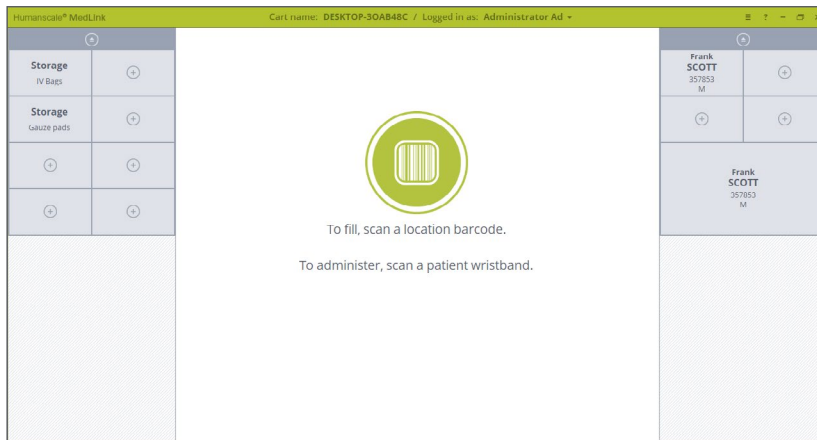 Humanscale® MedLink
Cart name: DESKTOP-3OAB48C / Logged in as: Administrator Ad
Storage
IV Bags
Storage
Gauze pads
To fill, scan a location barcode.
To administer, scan a patient wristband.
Frank
SCOTT
357853
M
Frank
SCOTT
357853
M